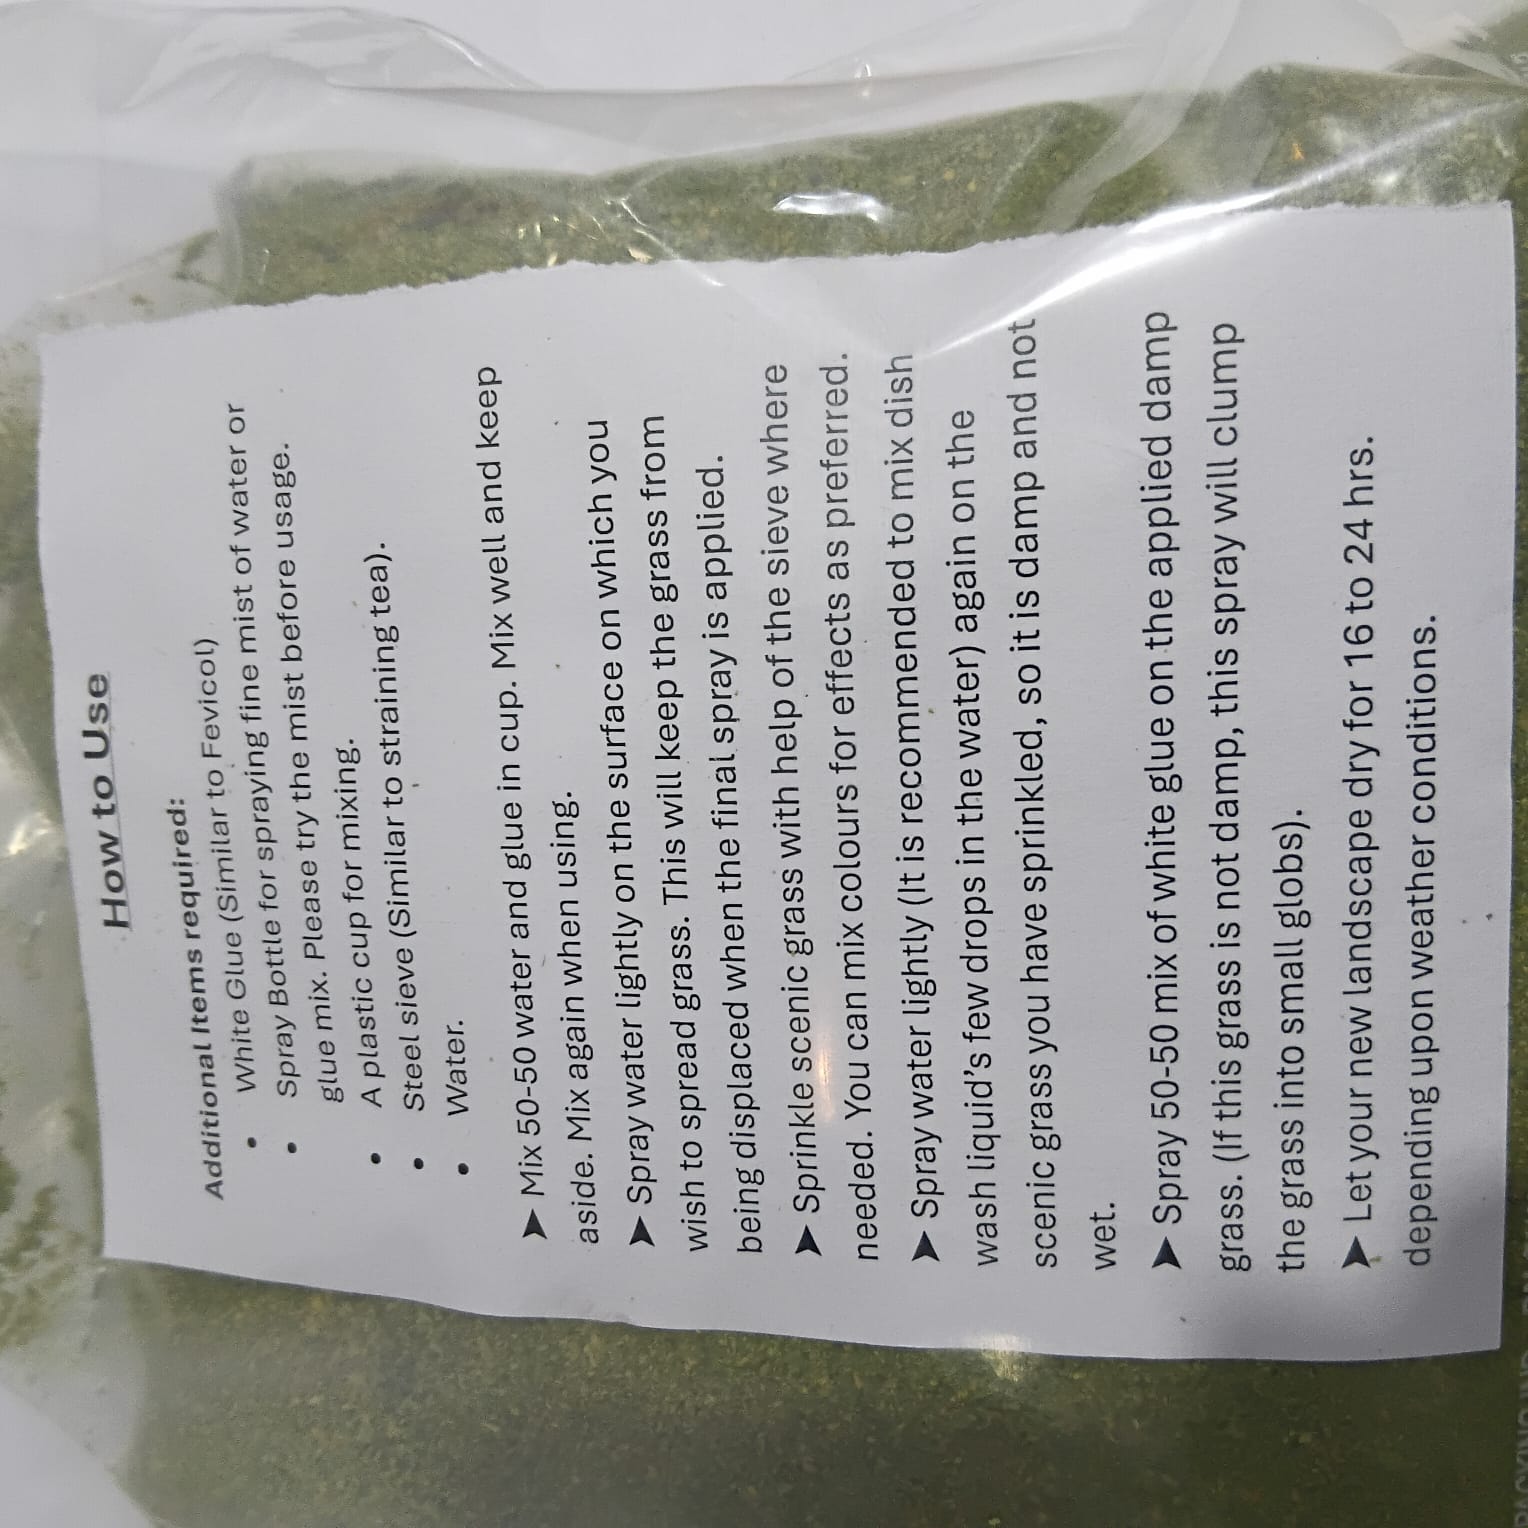 How to Use
Additional Items required:
• White Glue (Similar to Fevicol)
• Spray Bottle for spraying fine mist of water or
glue mix. Please try the mist before usage.
• A plastic cup for mixing.
• Steel sieve (Similar to straining tea).
• Water.
➤ Mix 50-50 water and glue in cup. Mix well and keep
aside. Mix again when using.
➤ Spray water lightly on the surface on which you
wish to spread grass. This will keep the grass from
being displaced when the final spray is applied.
➤ Sprinkle scenic grass with help of the sieve where
needed. You can mix colours for effects as preferred.
➤ Spray water lightly (It is recommended to mix dish
wash liquid's few drops in the water) again on the
scenic grass you have sprinkled, so it is damp and not
wet.
➤ Spray 50-50 mix of white glue on the applied damp
grass. (If this grass is not damp, this spray will clump
the grass into small globs).
➤ Let your new landscape dry for 16 to 24 hrs.
depending upon weather conditions.